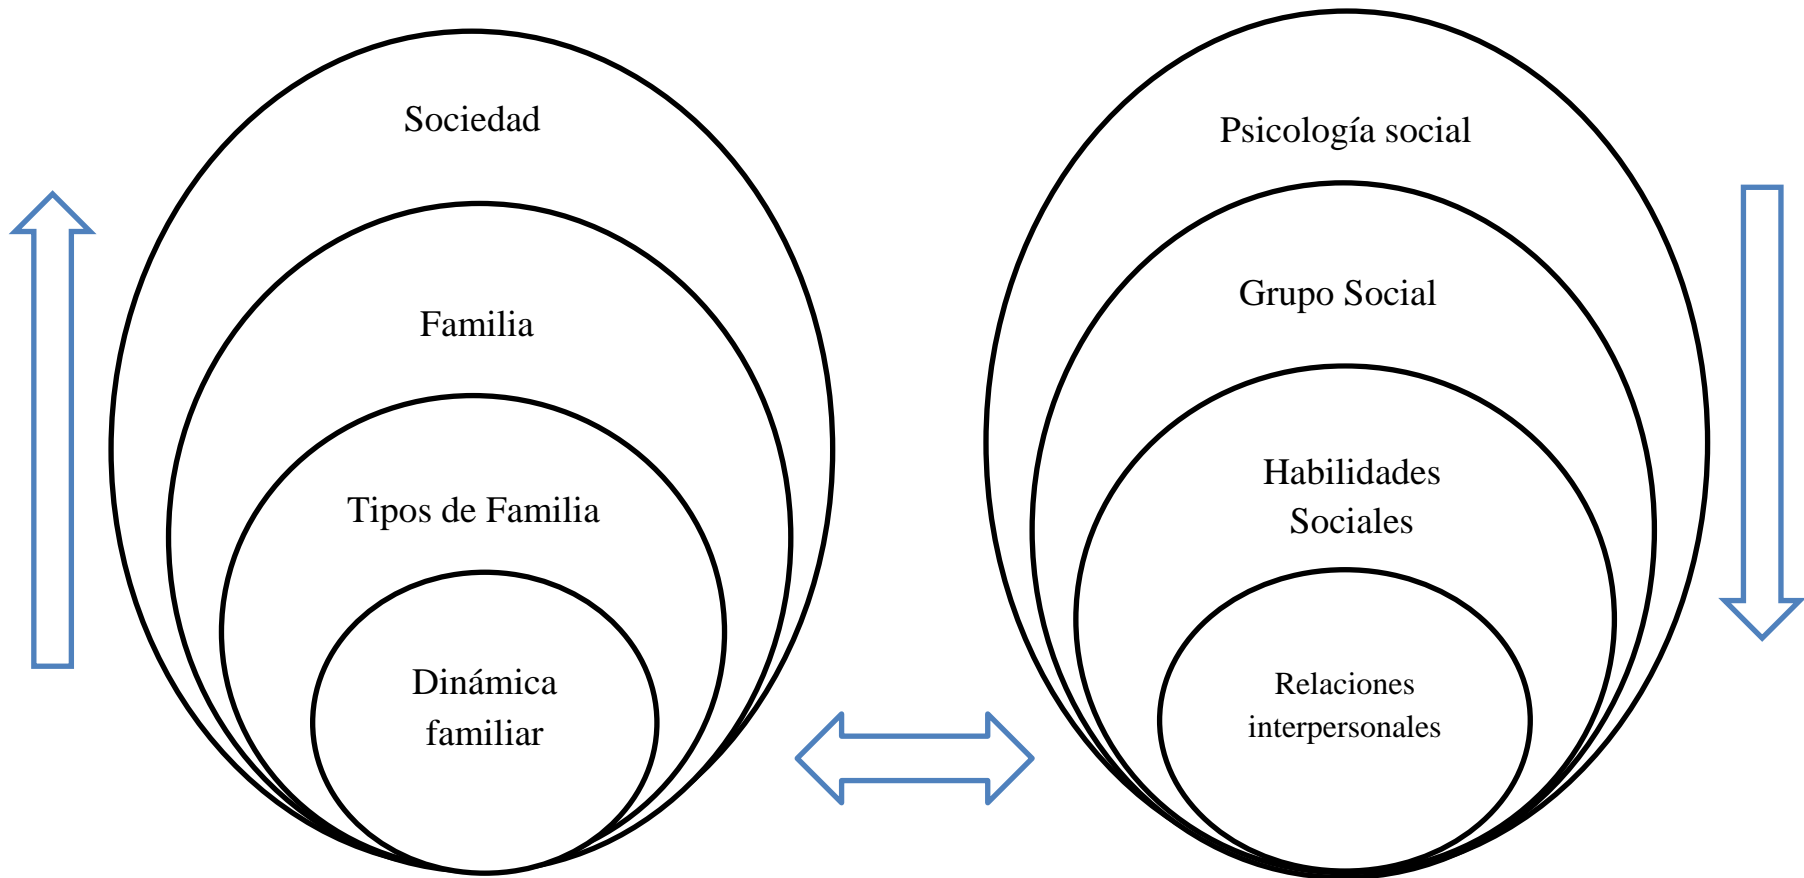 Sociedad
Familia
Tipos de Familia
Dinámica
familiar
Psicología social
Grupo Social
Habilidades
Sociales
Relaciones
interpersonales